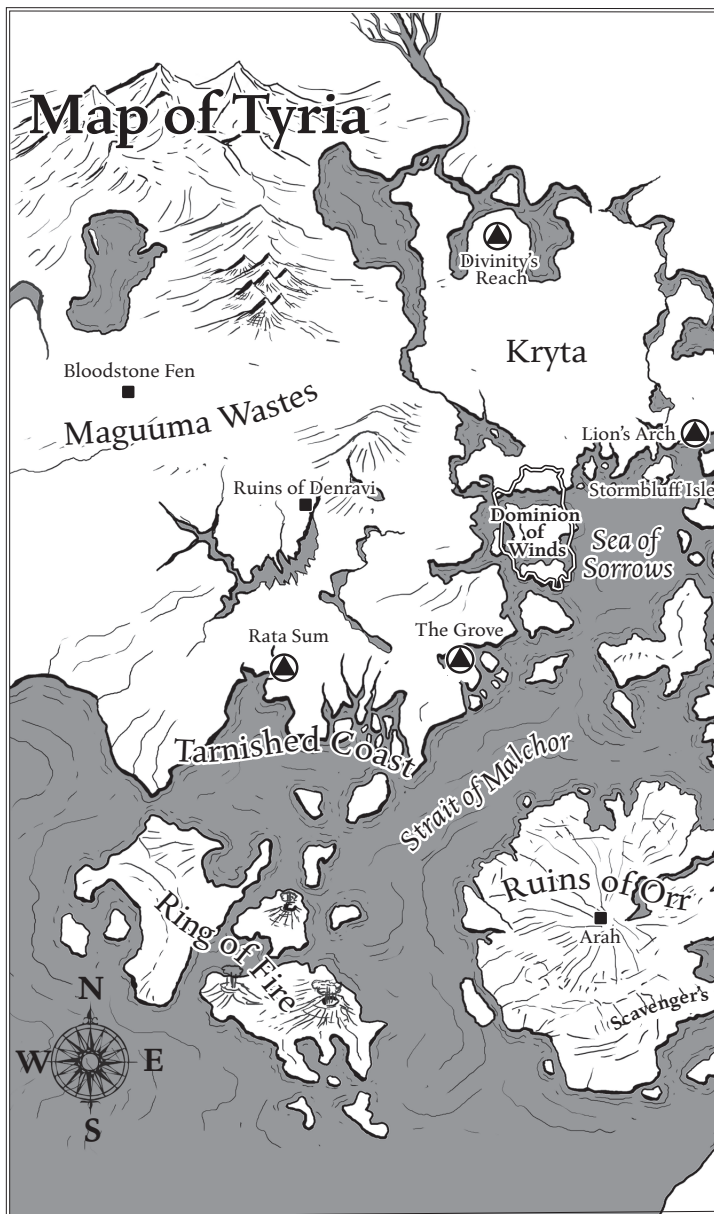 Map of Tyria
Divinity's
Reach
Kryta
Bloodstone Fen
Maguuma Wastes
Lion's Arch
Ruins of Denravi
Stormbluff Isle
Dominion
of
Winds
Sea of
Sorrows
Rata Sum
The Grove
Tarnished Coast
Strait of Malchor
Ruins of Orr
Ring of Fire
Arah
Scavenger's
N
W E
S